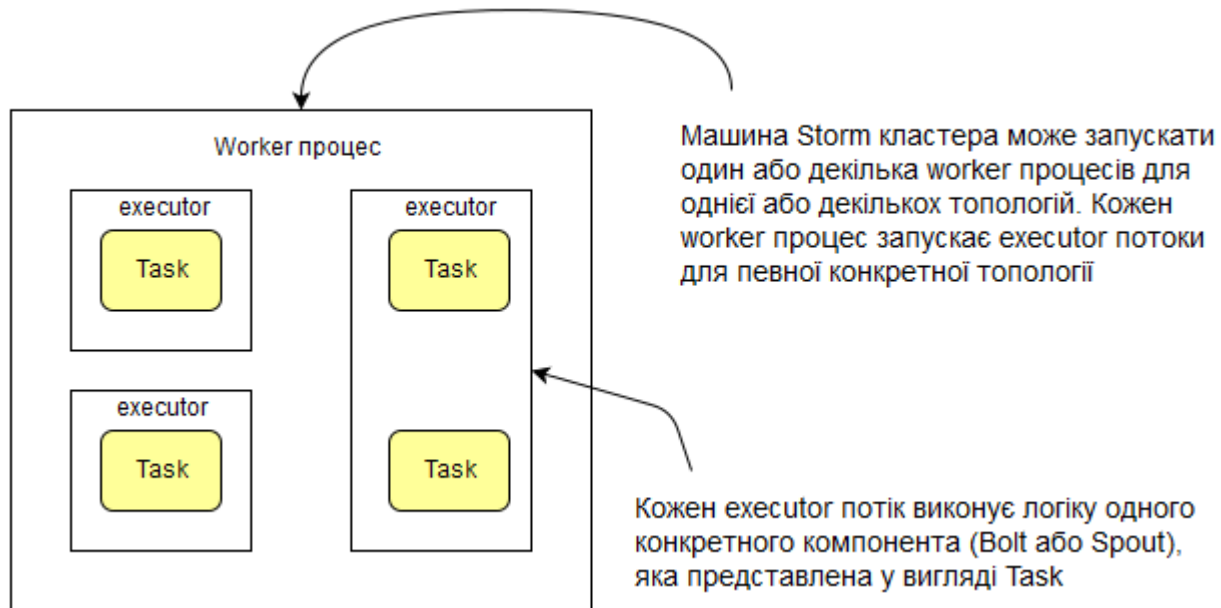 Worker процес
executor
Task
executor
Task
executor
Task
Task
Машина Storm кластера може запускати
один або декілька worker процесів для
однієї або декількох топологій. Кожен
worker процес запускає executor потоки
для певної конкретної топології
Кожен executor потік виконує логіку одного
конкретного компонента (Bolt або Spout),
яка представлена у вигляді Task